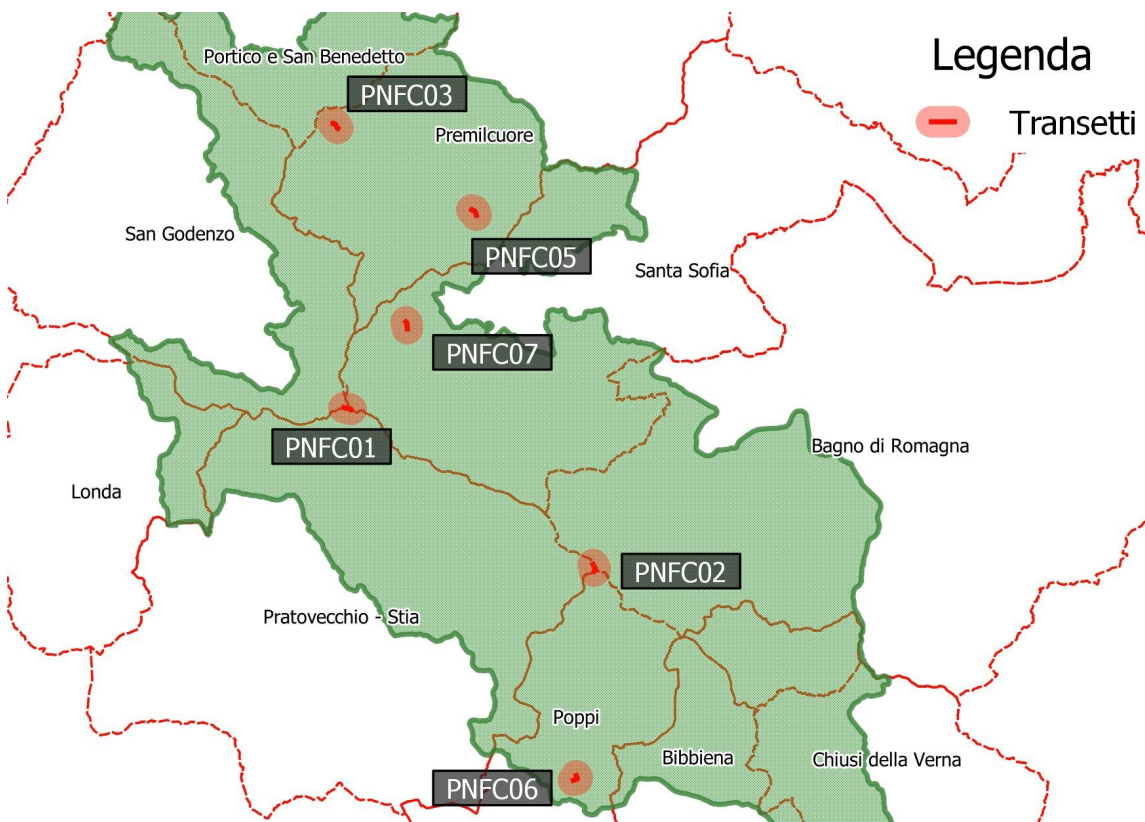 Legenda
Transetti
Portico e San Benedetto
PNFC03
Premilcuore
San Godenzo
PNFC05
Santa Sofia
PNFC07
PNFC01
Bagno di Romagna
Londa
PNFC02
Pratovecchio - Stia
Poppi
Bibbiena
Chiusi della Verna
PNFC06